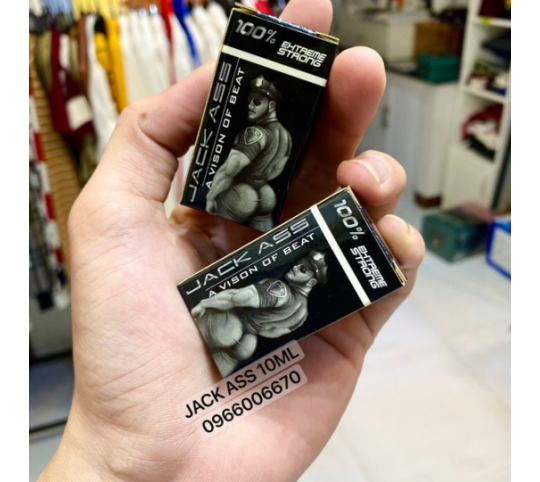 100%
EXTREME
STRONG
JACK ASS
A VISON OF BEAT
100%
EXTREME
STRONG
JACK ASS
A VISON OF BEAT
JACK ASS 10ML
0966006670